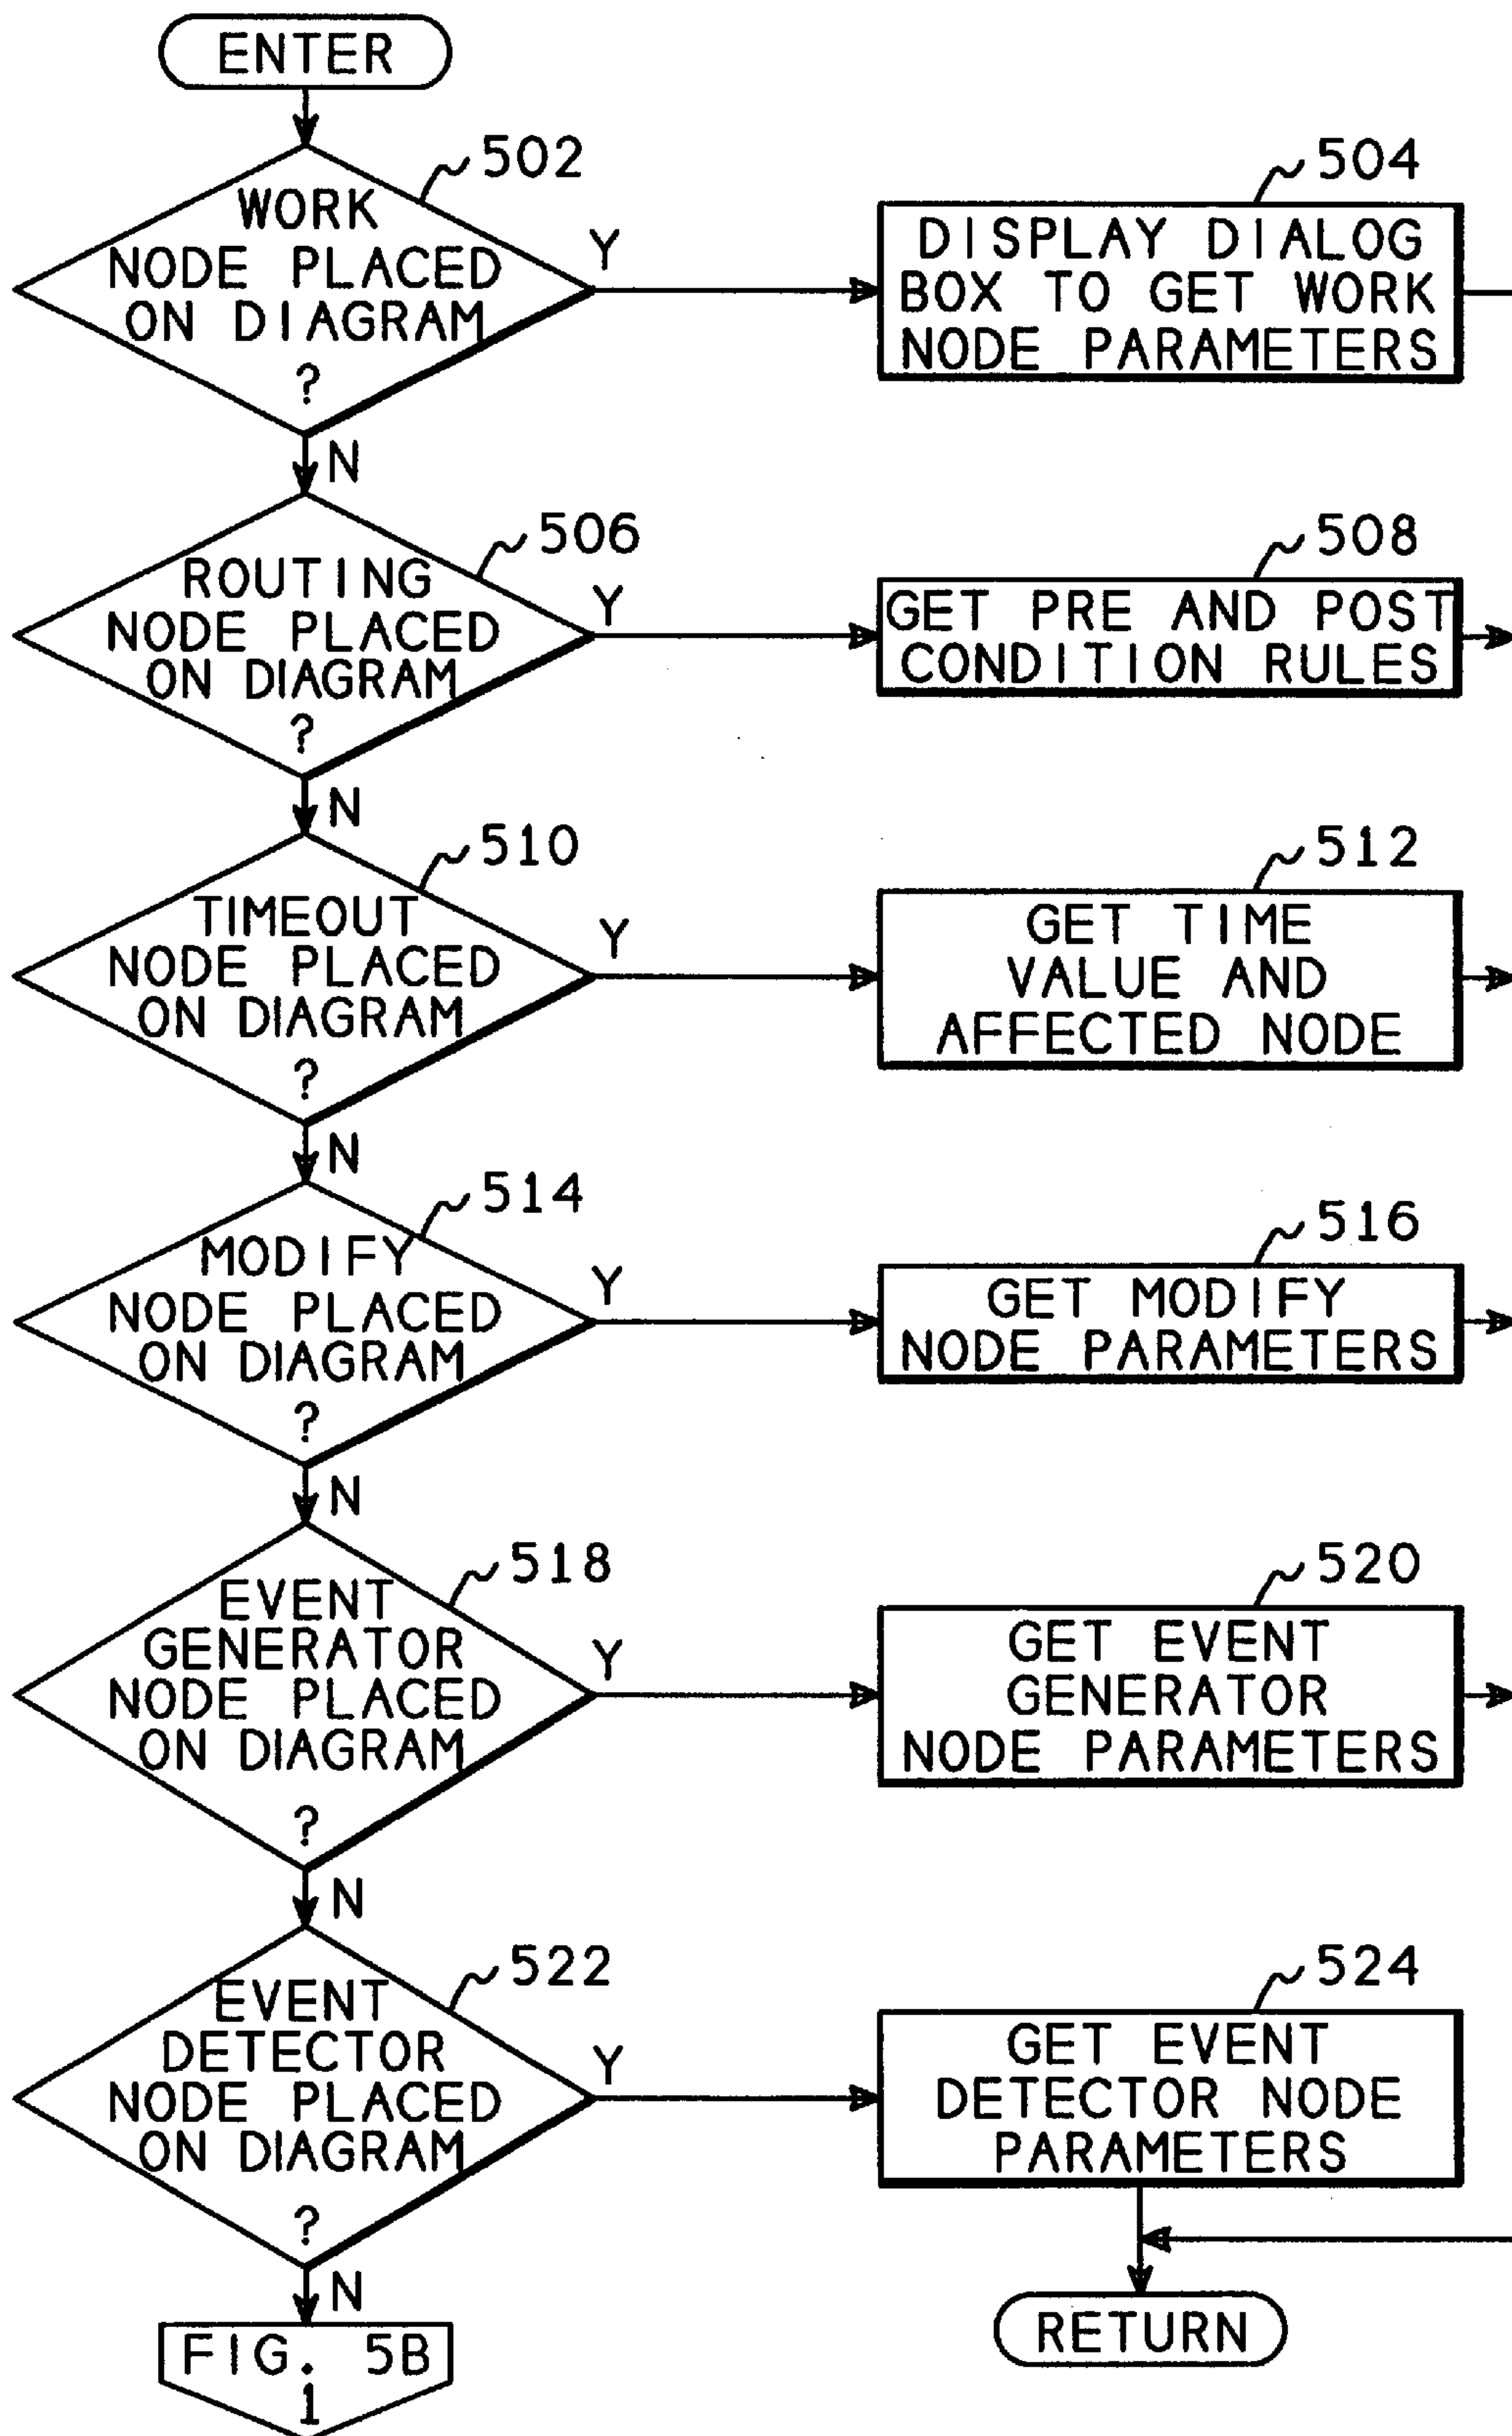 ENTER
502
WORK
NODE PLACED
ON DIAGRAM
?
Y
504
DISPLAY DIALOG
BOX TO GET WORK
NODE PARAMETERS
N
506
ROUTING
NODE PLACED
ON DIAGRAM
?
Y
508
GET PRE AND POST
CONDITION RULES
N
510
TIMEOUT
NODE PLACED
ON DIAGRAM
?
Y
512
GET TIME
VALUE AND
AFFECTED NODE
N
514
MODIFY
NODE PLACED
ON DIAGRAM
?
Y
516
GET MODIFY
NODE PARAMETERS
N
518
EVENT
GENERATOR
NODE PLACED
ON DIAGRAM
?
Y
520
GET EVENT
GENERATOR
NODE PARAMETERS
N
522
EVENT
DETECTOR
NODE PLACED
ON DIAGRAM
?
Y
524
GET EVENT
DETECTOR NODE
PARAMETERS
N
FIG. 5B
1
RETURN